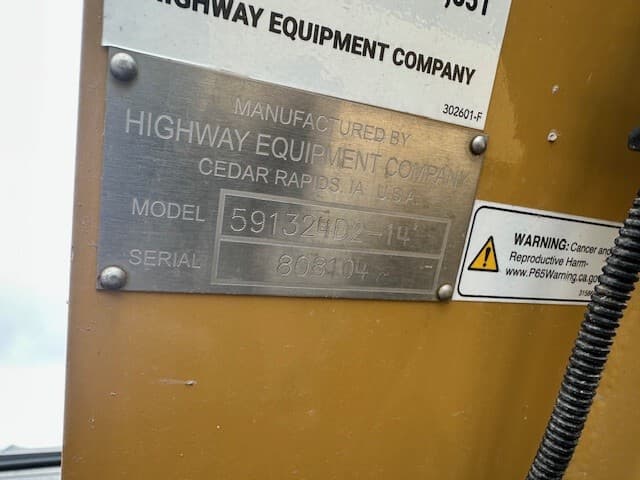 HIGHWAY EQUIPMENT COMPANY
302601-F
MANUFACTURED BY
HIGHWAY EQUIPMENT COMPANY
CEDAR RAPIDS, IA U.S.A.
MODEL 591324D2-14'
SERIAL 808104
WARNING: Cancer and
Reproductive Harm-
www.P65Warning.ca.gov